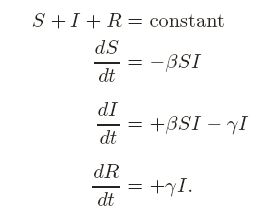 S + I + R = constant
dS/dt = −βSI
dI/dt = +βSI − γI
dR/dt = +γI.